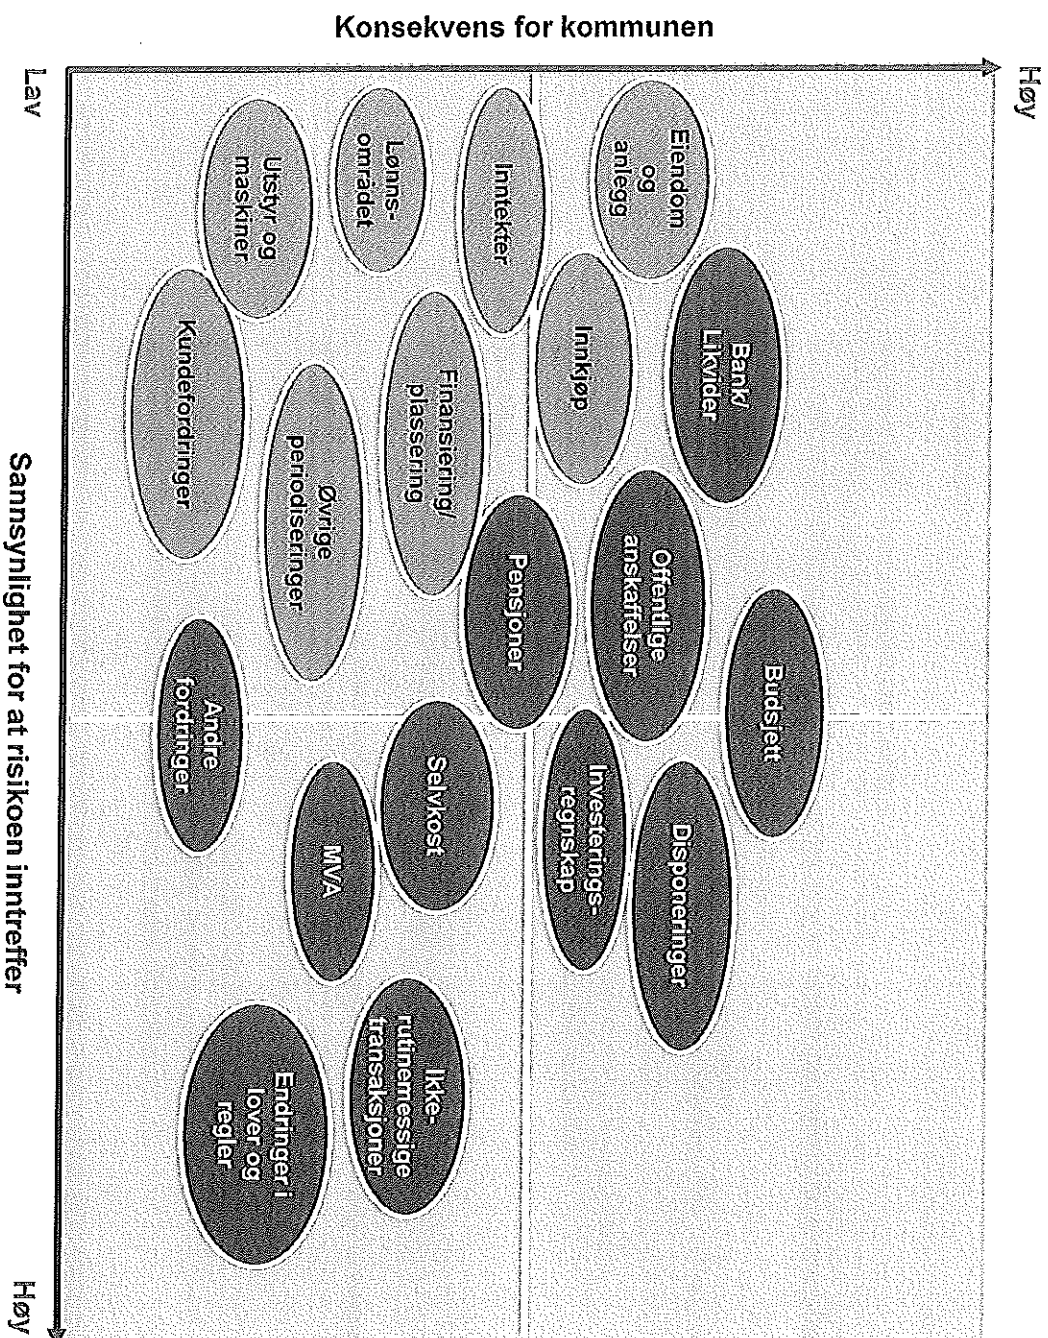 Konsekvens for kommunen
Høy
Lav
Eiendom
og
anlegg
Bank/
Likvider
Budsjett
Inntekter
Innkjøp
Offentlige
anskaffelser
Disponeringer
Lønns-
området
Finansiering/
plassering
Pensjoner
Investerings-
regnskap
Utstyr og
maskiner
Øvrige
periodiseringer
Selvkost
Ikke-
rutinemessige
transaksjoner
Kundefordringer
Andre
fordringer
MVA
Endringer i
lover og
regler
Sannsynlighet for at risikoen inntreffer
Høy